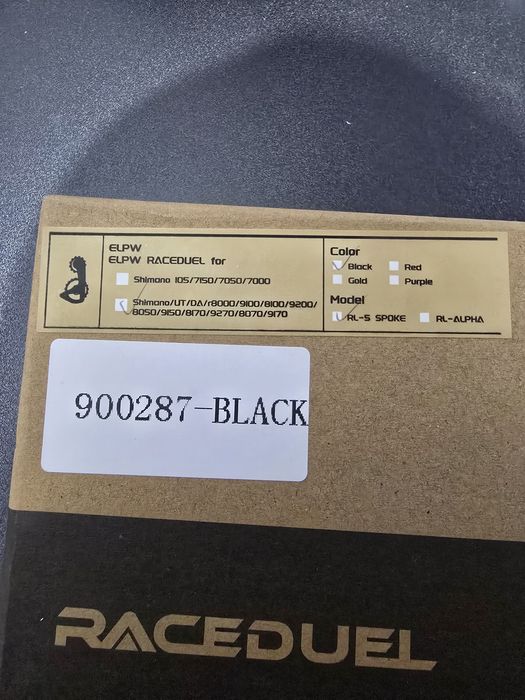 ELPW
ELPW RACEDUEL for
Shimano 105/7150/7050/7000
Shimano/UT/DA/r8000/9100/8100/9200/
8050/9150/8170/9270/8070/9170
Color
Black Red
Gold Purple
Model
RL-5 SPOKE RL-ALPHA
900287-BLACK
RACEDUEL